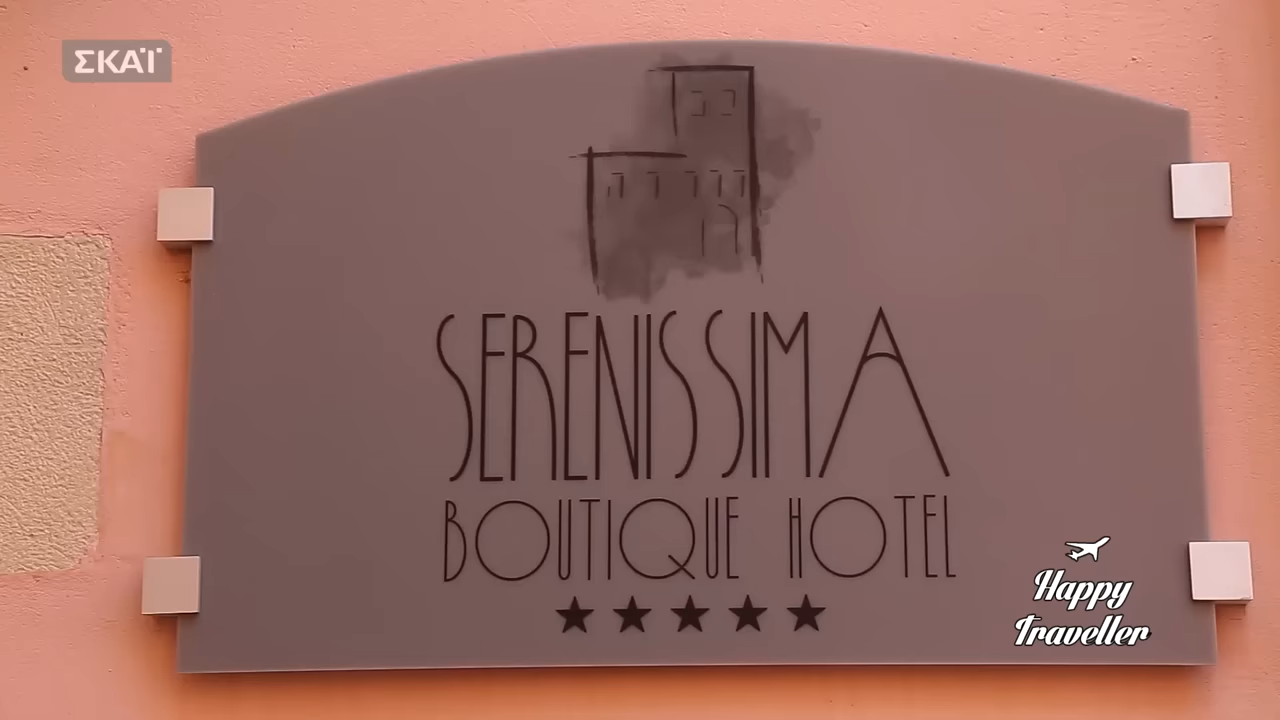 ΣΚΑΪ
SERENISSIMA
BOUTIQUE HOTEL
Happy
Traveller